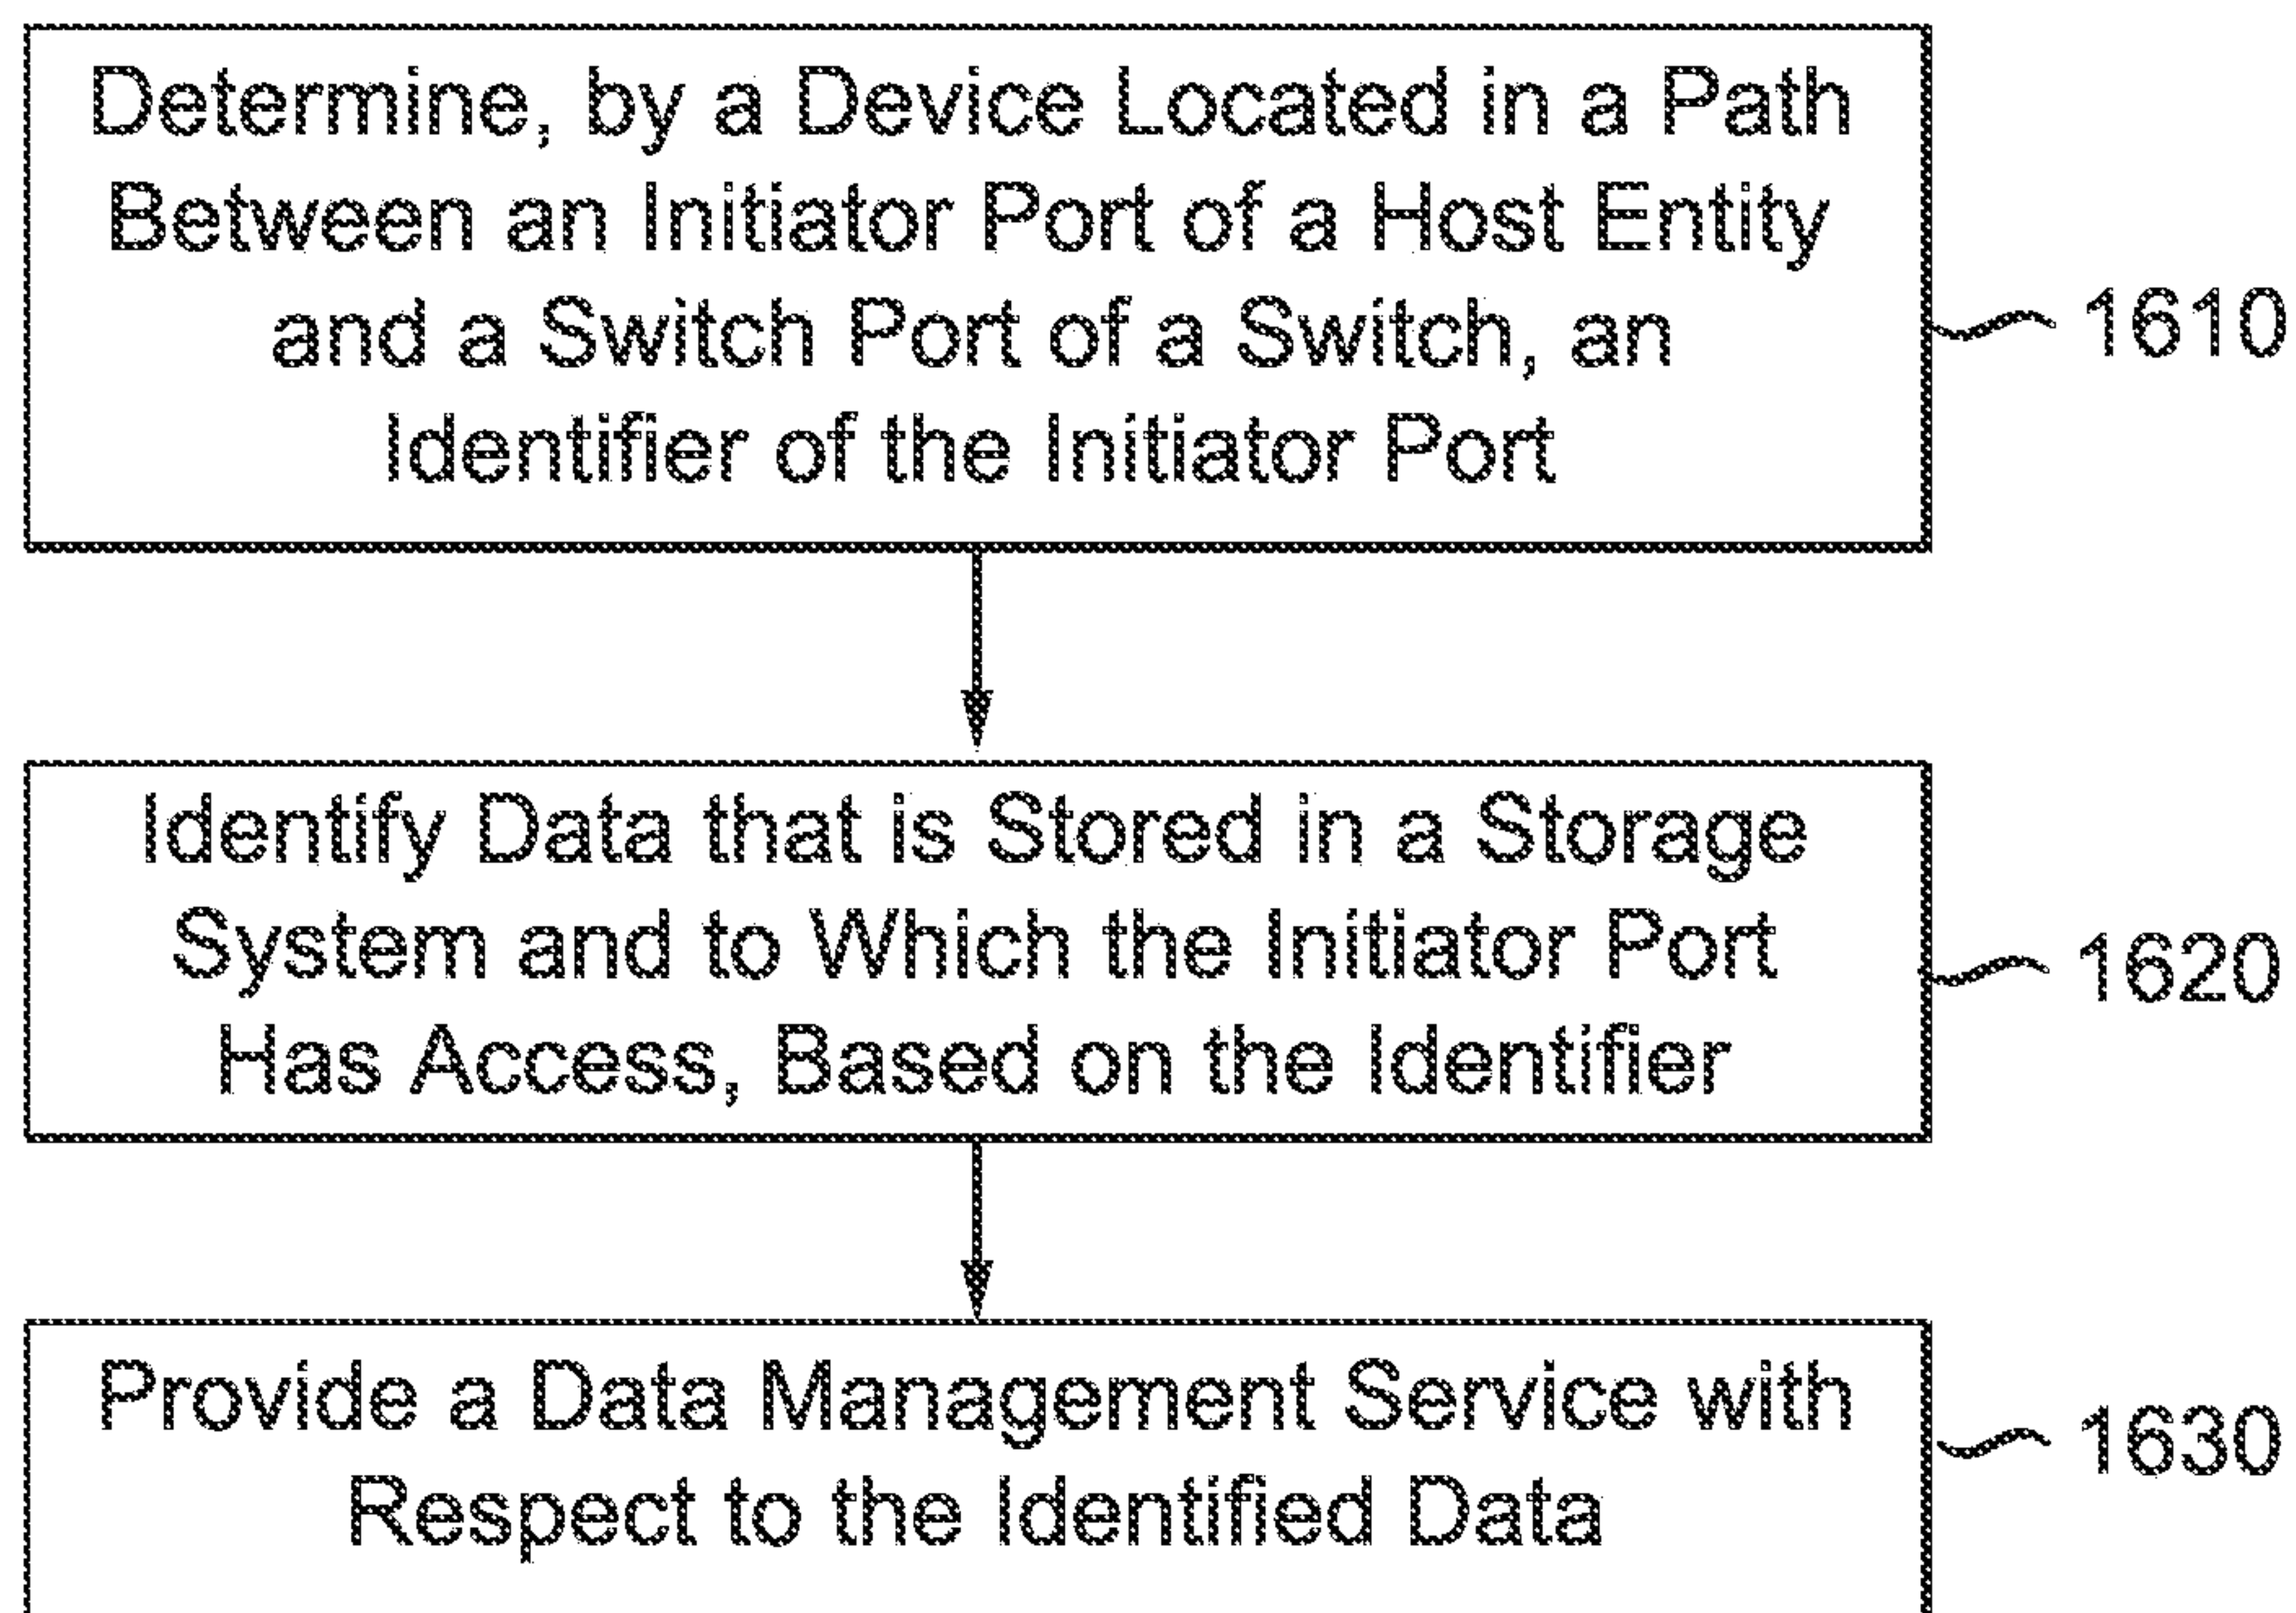 Determine, by a Device Located in a Path
Between an Initiator Port of a Host Entity
and a Switch Port of a Switch, an
Identifier of the Initiator Port
1610
Identify Data that is Stored in a Storage
System and to Which the Initiator Port
Has Access, Based on the Identifier
1620
Provide a Data Management Service with
Respect to the Identified Data
1630